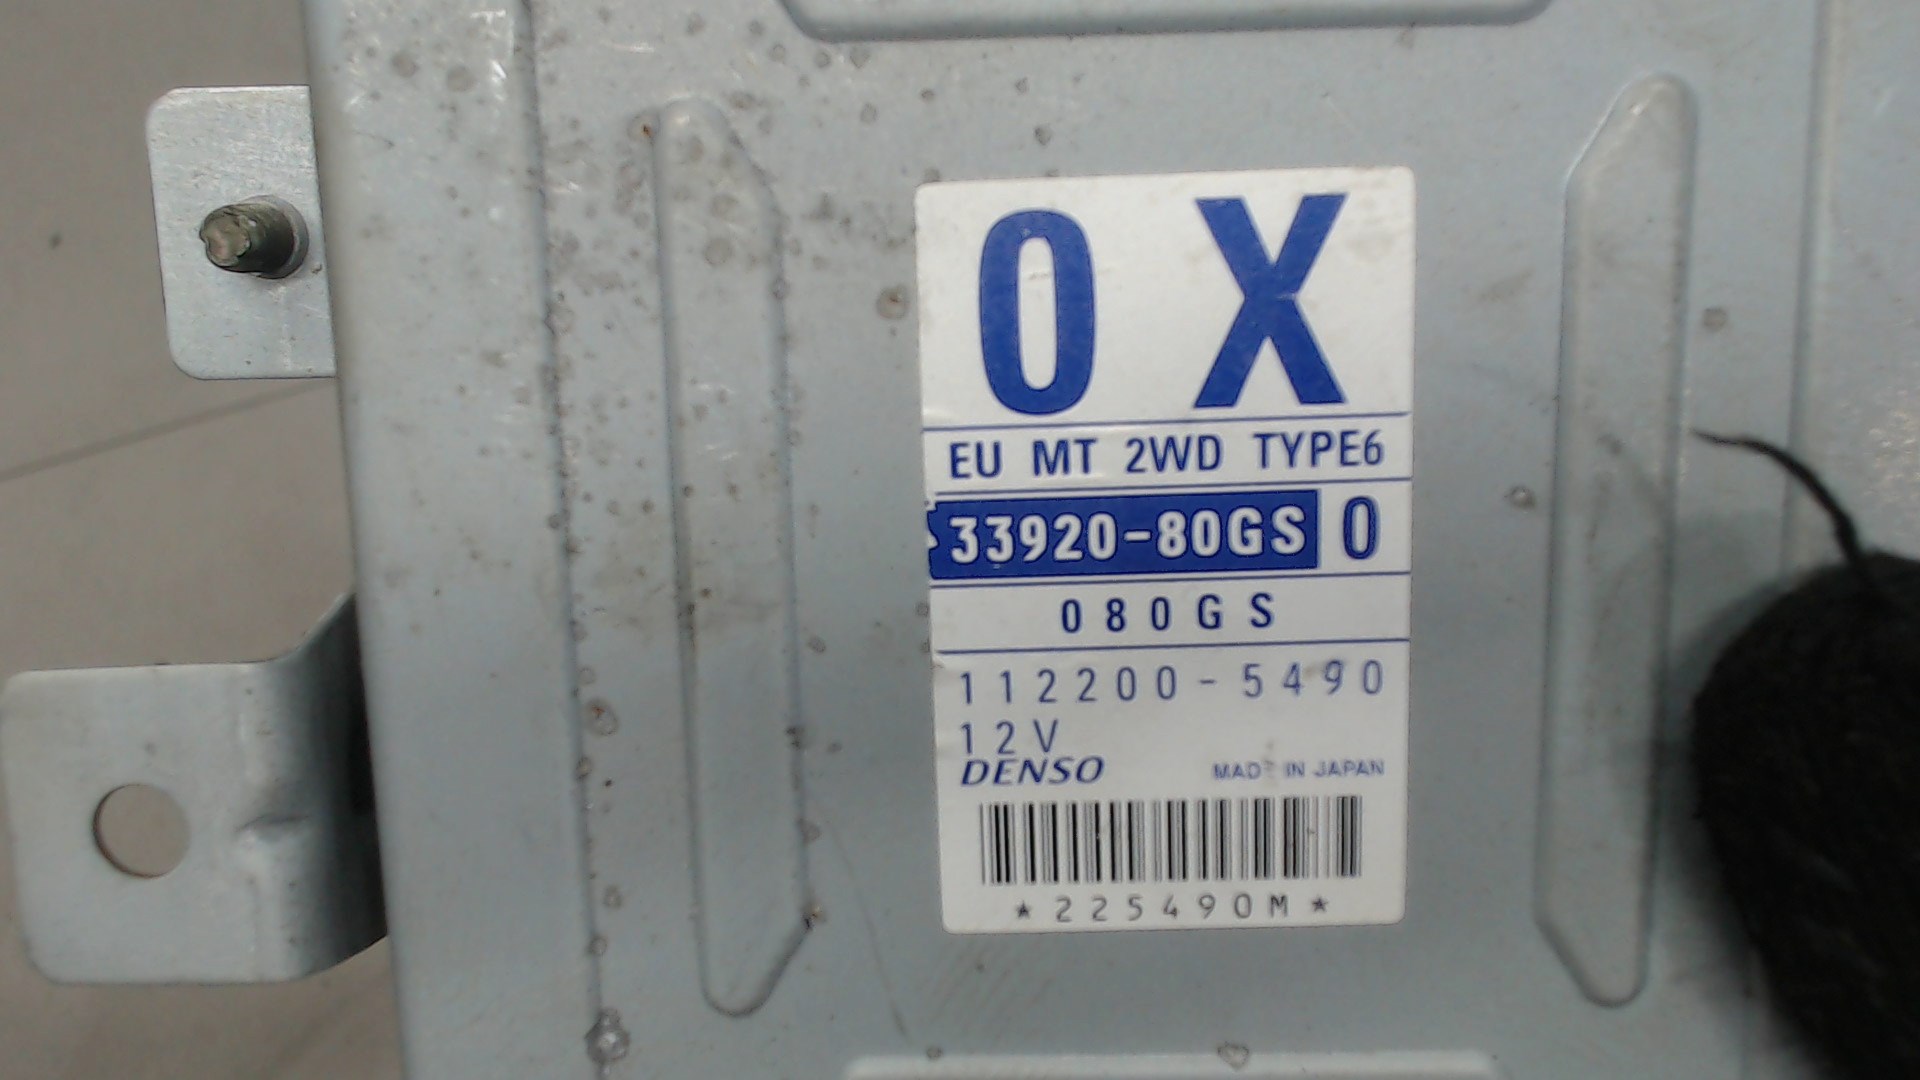 0 X
EU MT 2WD TYPE6
33920-80GS 0
080GS
112200-5490
12V
DENSO MADE IN JAPAN
*225490M*